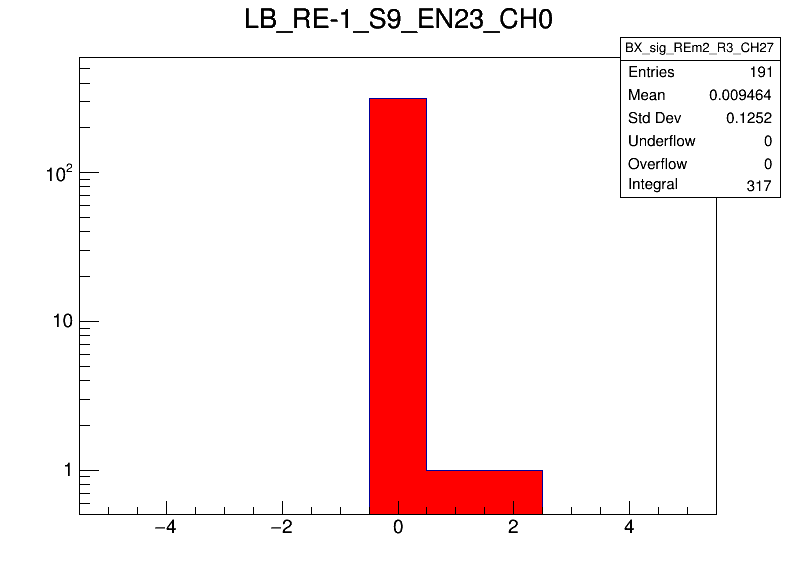 LB_RE-1_S9_EN23_CH0
BX_sig_REm2_R3_CH27
Entries 191
Mean 0.009464
Std Dev 0.1252
Underflow 0
Overflow 0
Integral 317
10²
10
1
−4 −2 0 2 4